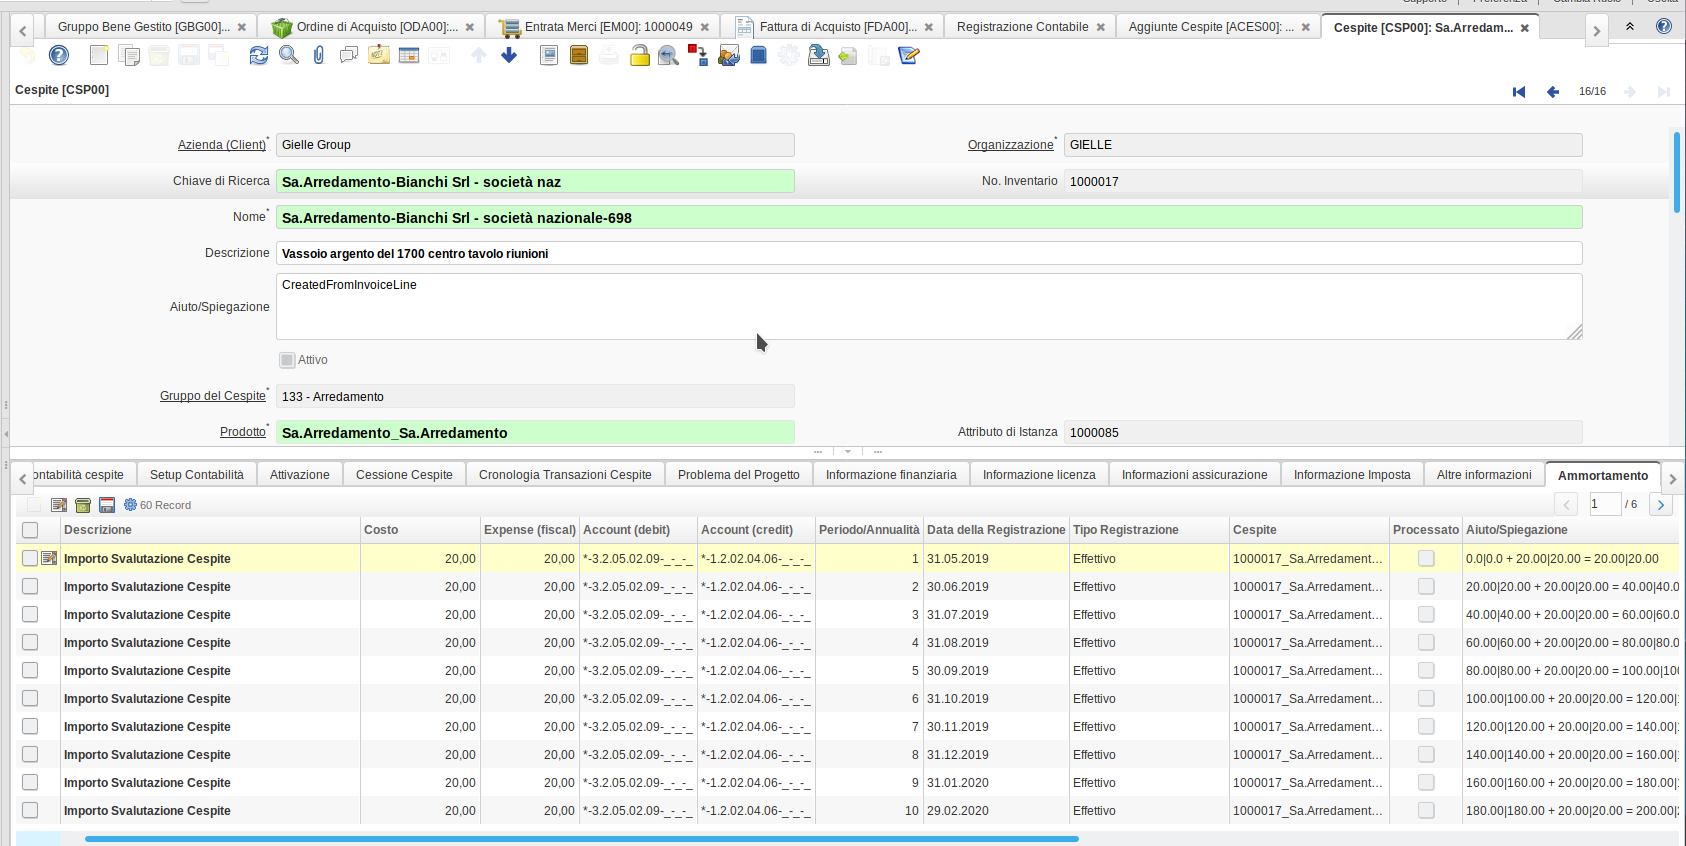 Supporto | Preferenza | Cambia Ruolo | Uscita
Gruppo Bene Gestito [GBG00]...
Ordine di Acquisto [ODA00]:...
Entrata Merci [EM00]: 1000049
Fattura di Acquisto [FDA00]...
Registrazione Contabile
Aggiunte Cespite [ACES00]: ...
Cespite [CSP00]: Sa.Arredam...
Cespite [CSP00]
16/16
Azienda (Client)* Gielle Group
Organizzazione* GIELLE
Chiave di Ricerca Sa.Arredamento-Bianchi Srl - società naz
No. Inventario 1000017
Nome* Sa.Arredamento-Bianchi Srl - società nazionale-698
Descrizione Vassoio argento del 1700 centro tavolo riunioni
Aiuto/Spiegazione CreatedFromInvoiceLine
Attivo
Gruppo del Cespite* 133 - Arredamento
Prodotto* Sa.Arredamento_Sa.Arredamento
Attributo di Istanza 1000085
ontabilità cespite
Setup Contabilità
Attivazione
Cessione Cespite
Cronologia Transazioni Cespite
Problema del Progetto
Informazione finanziaria
Informazione licenza
Informazioni assicurazione
Informazione Imposta
Altre informazioni
Ammortamento
60 Record
1 / 6
Descrizione Costo Expense (fiscal) Account (debit) Account (credit) Periodo/Annualità Data della Registrazione Tipo Registrazione Cespite Processato Aiuto/Spiegazione
Importo Svalutazione Cespite 20,00 20,00 *-3.2.05.02.09-_-_-_ *-1.2.02.04.06-_-_-_ 1 31.05.2019 Effettivo 1000017_Sa.Arredament... 0.0|0.0 + 20.00|20.00 = 20.00|20.00
Importo Svalutazione Cespite 20,00 20,00 *-3.2.05.02.09-_-_-_ *-1.2.02.04.06-_-_-_ 2 30.06.2019 Effettivo 1000017_Sa.Arredament... 20.00|20.00 + 20.00|20.00 = 40.00|40.0
Importo Svalutazione Cespite 20,00 20,00 *-3.2.05.02.09-_-_-_ *-1.2.02.04.06-_-_-_ 3 31.07.2019 Effettivo 1000017_Sa.Arredament... 40.00|40.00 + 20.00|20.00 = 60.00|60.0
Importo Svalutazione Cespite 20,00 20,00 *-3.2.05.02.09-_-_-_ *-1.2.02.04.06-_-_-_ 4 31.08.2019 Effettivo 1000017_Sa.Arredament... 60.00|60.00 + 20.00|20.00 = 80.00|80.0
Importo Svalutazione Cespite 20,00 20,00 *-3.2.05.02.09-_-_-_ *-1.2.02.04.06-_-_-_ 5 30.09.2019 Effettivo 1000017_Sa.Arredament... 80.00|80.00 + 20.00|20.00 = 100.00|10
Importo Svalutazione Cespite 20,00 20,00 *-3.2.05.02.09-_-_-_ *-1.2.02.04.06-_-_-_ 6 31.10.2019 Effettivo 1000017_Sa.Arredament... 100.00|100.00 + 20.00|20.00 = 120.00|
Importo Svalutazione Cespite 20,00 20,00 *-3.2.05.02.09-_-_-_ *-1.2.02.04.06-_-_-_ 7 30.11.2019 Effettivo 1000017_Sa.Arredament... 120.00|120.00 + 20.00|20.00 = 140.00|
Importo Svalutazione Cespite 20,00 20,00 *-3.2.05.02.09-_-_-_ *-1.2.02.04.06-_-_-_ 8 31.12.2019 Effettivo 1000017_Sa.Arredament... 140.00|140.00 + 20.00|20.00 = 160.00|
Importo Svalutazione Cespite 20,00 20,00 *-3.2.05.02.09-_-_-_ *-1.2.02.04.06-_-_-_ 9 31.01.2020 Effettivo 1000017_Sa.Arredament... 160.00|160.00 + 20.00|20.00 = 180.00|
Importo Svalutazione Cespite 20,00 20,00 *-3.2.05.02.09-_-_-_ *-1.2.02.04.06-_-_-_ 10 29.02.2020 Effettivo 1000017_Sa.Arredament... 180.00|180.00 + 20.00|20.00 = 200.00|